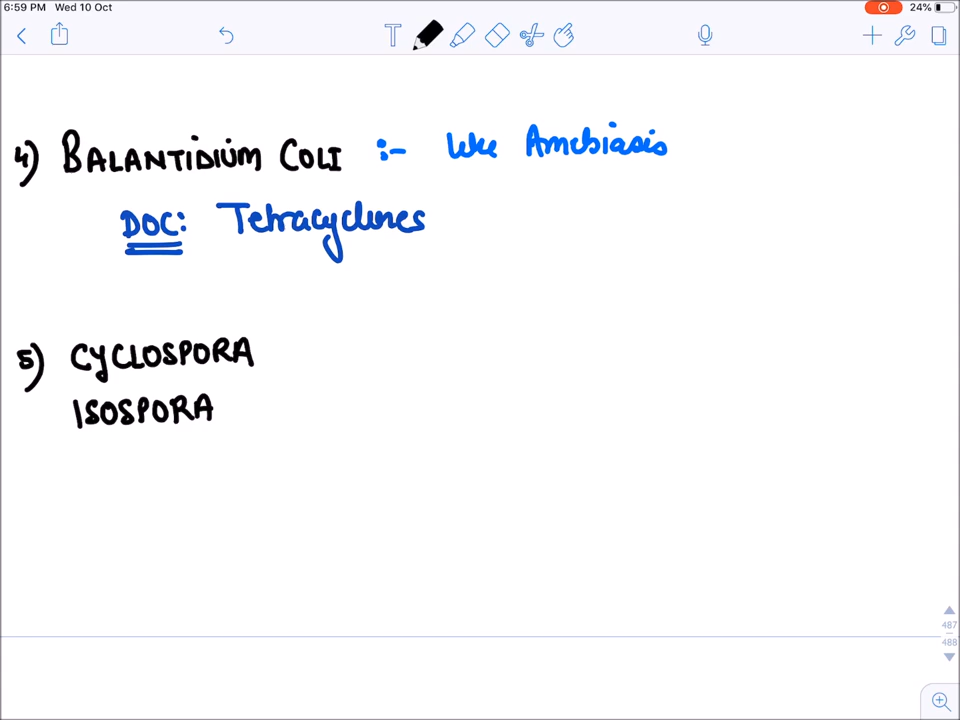 6:59 PM Wed 10 Oct 24%
T
4) BALANTIDIUM COLI :- like Amebiasis
DOC: Tetracyclines
5) CYCLOSPORA
ISOSPORA
487
488